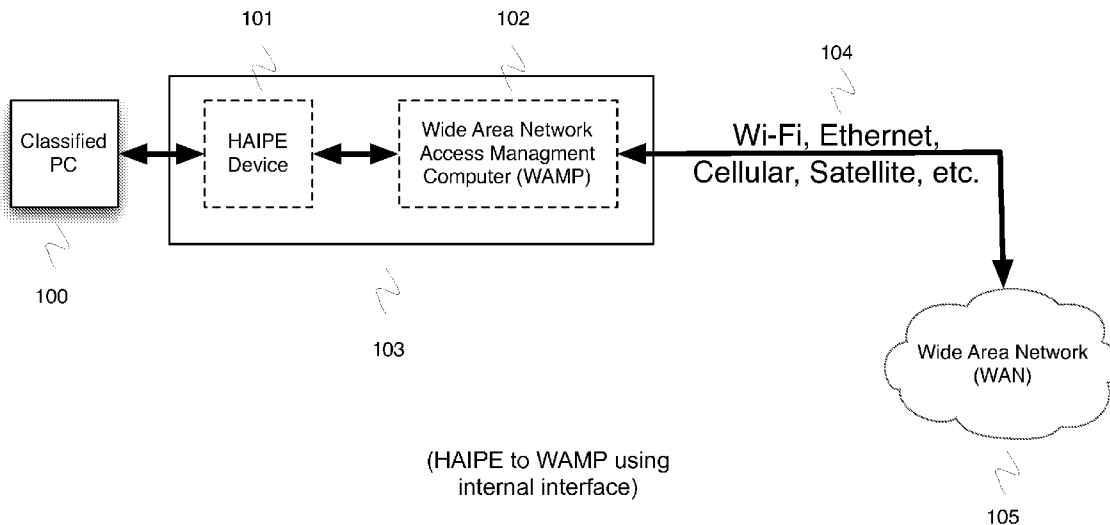 101
102
104
Classified
PC
HAIPE
Device
Wide Area Network
Access Managment
Computer (WAMP)
Wi-Fi, Ethernet,
Cellular, Satellite, etc.
100
103
Wide Area Network
(WAN)
(HAIPE to WAMP using
internal interface)
105